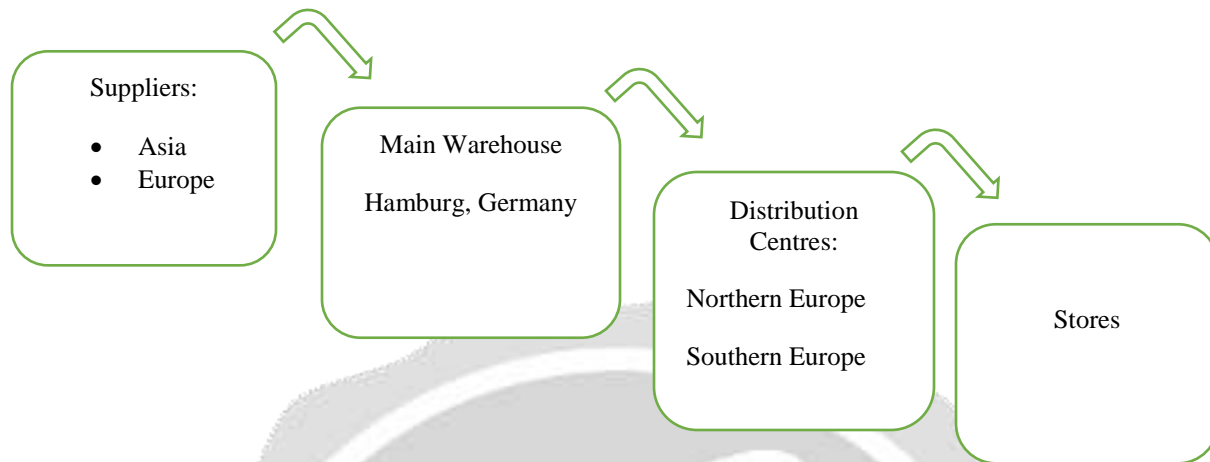 Suppliers:
• Asia
• Europe
Main Warehouse
Hamburg, Germany
Distribution
Centres:
Northern Europe
Southern Europe
Stores